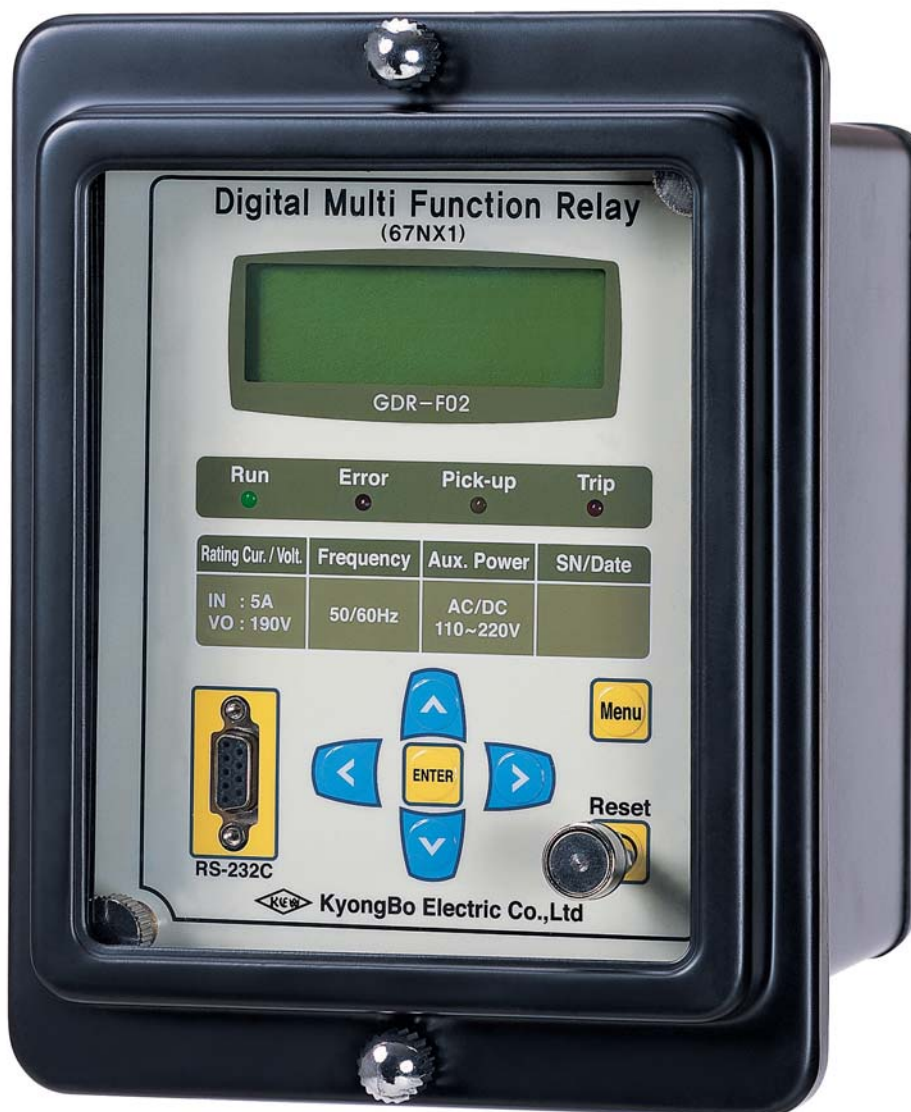 Digital Multi Function Relay
(67NX1)
GDR-F02
Run Error Pick-up Trip
Rating Cur. / Volt. Frequency Aux. Power SN/Date
IN : 5A
VO : 190V
50/60Hz
AC/DC
110~220V
Menu
ENTER
Reset
RS-232C
KyongBo Electric Co.,Ltd